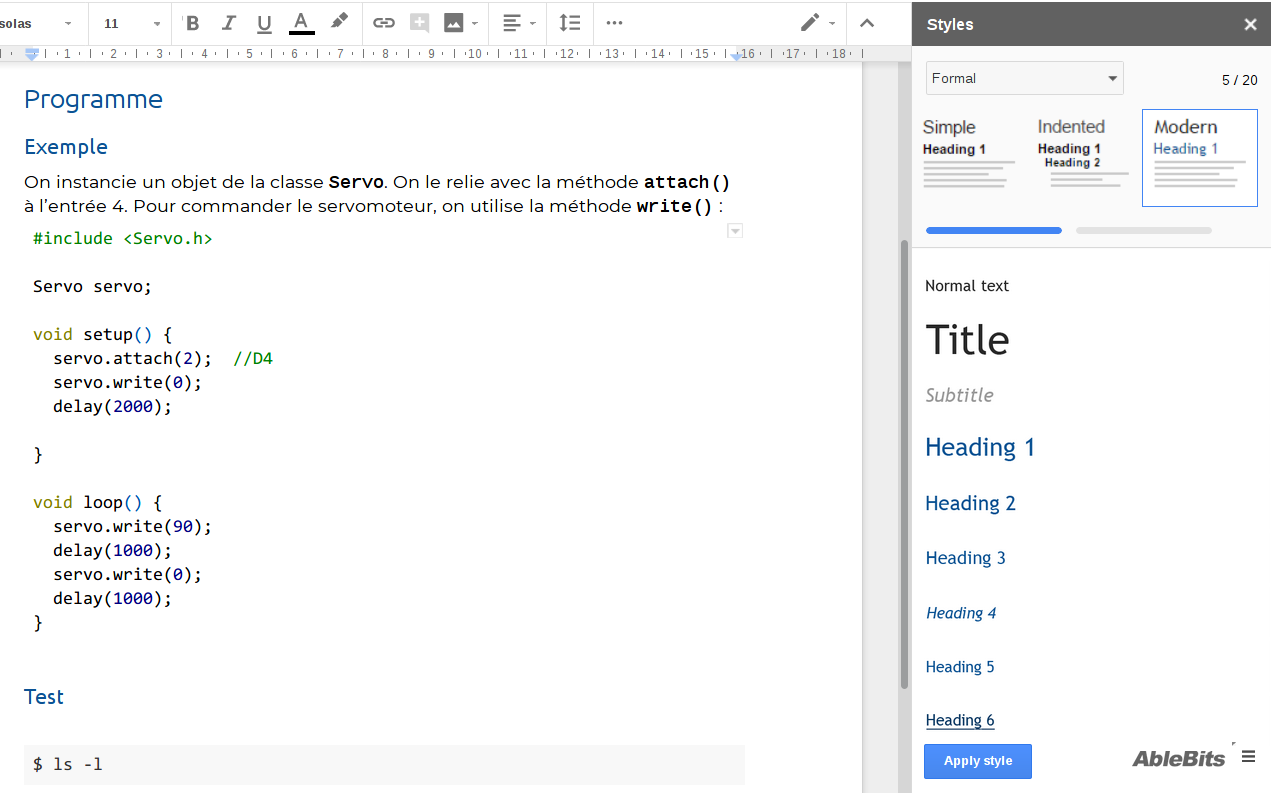 solas 11 B I U A
1 2 3 4 5 6 7 8 9 10 11 12 13 14 15 16 17 18
Programme
Exemple
On instancie un objet de la classe Servo. On le relie avec la méthode attach()
à l’entrée 4. Pour commander le servomoteur, on utilise la méthode write() :
#include <Servo.h>
Servo servo;
void setup() {
servo.attach(2); //D4
servo.write(0);
delay(2000);
}
void loop() {
servo.write(90);
delay(1000);
servo.write(0);
delay(1000);
}
Test
$ ls -l
Styles
Formal
5 / 20
Simple
Heading 1
Indented
Heading 1
Heading 2
Modern
Heading 1
Normal text
Title
Subtitle
Heading 1
Heading 2
Heading 3
Heading 4
Heading 5
Heading 6
Apply style
AbleBits